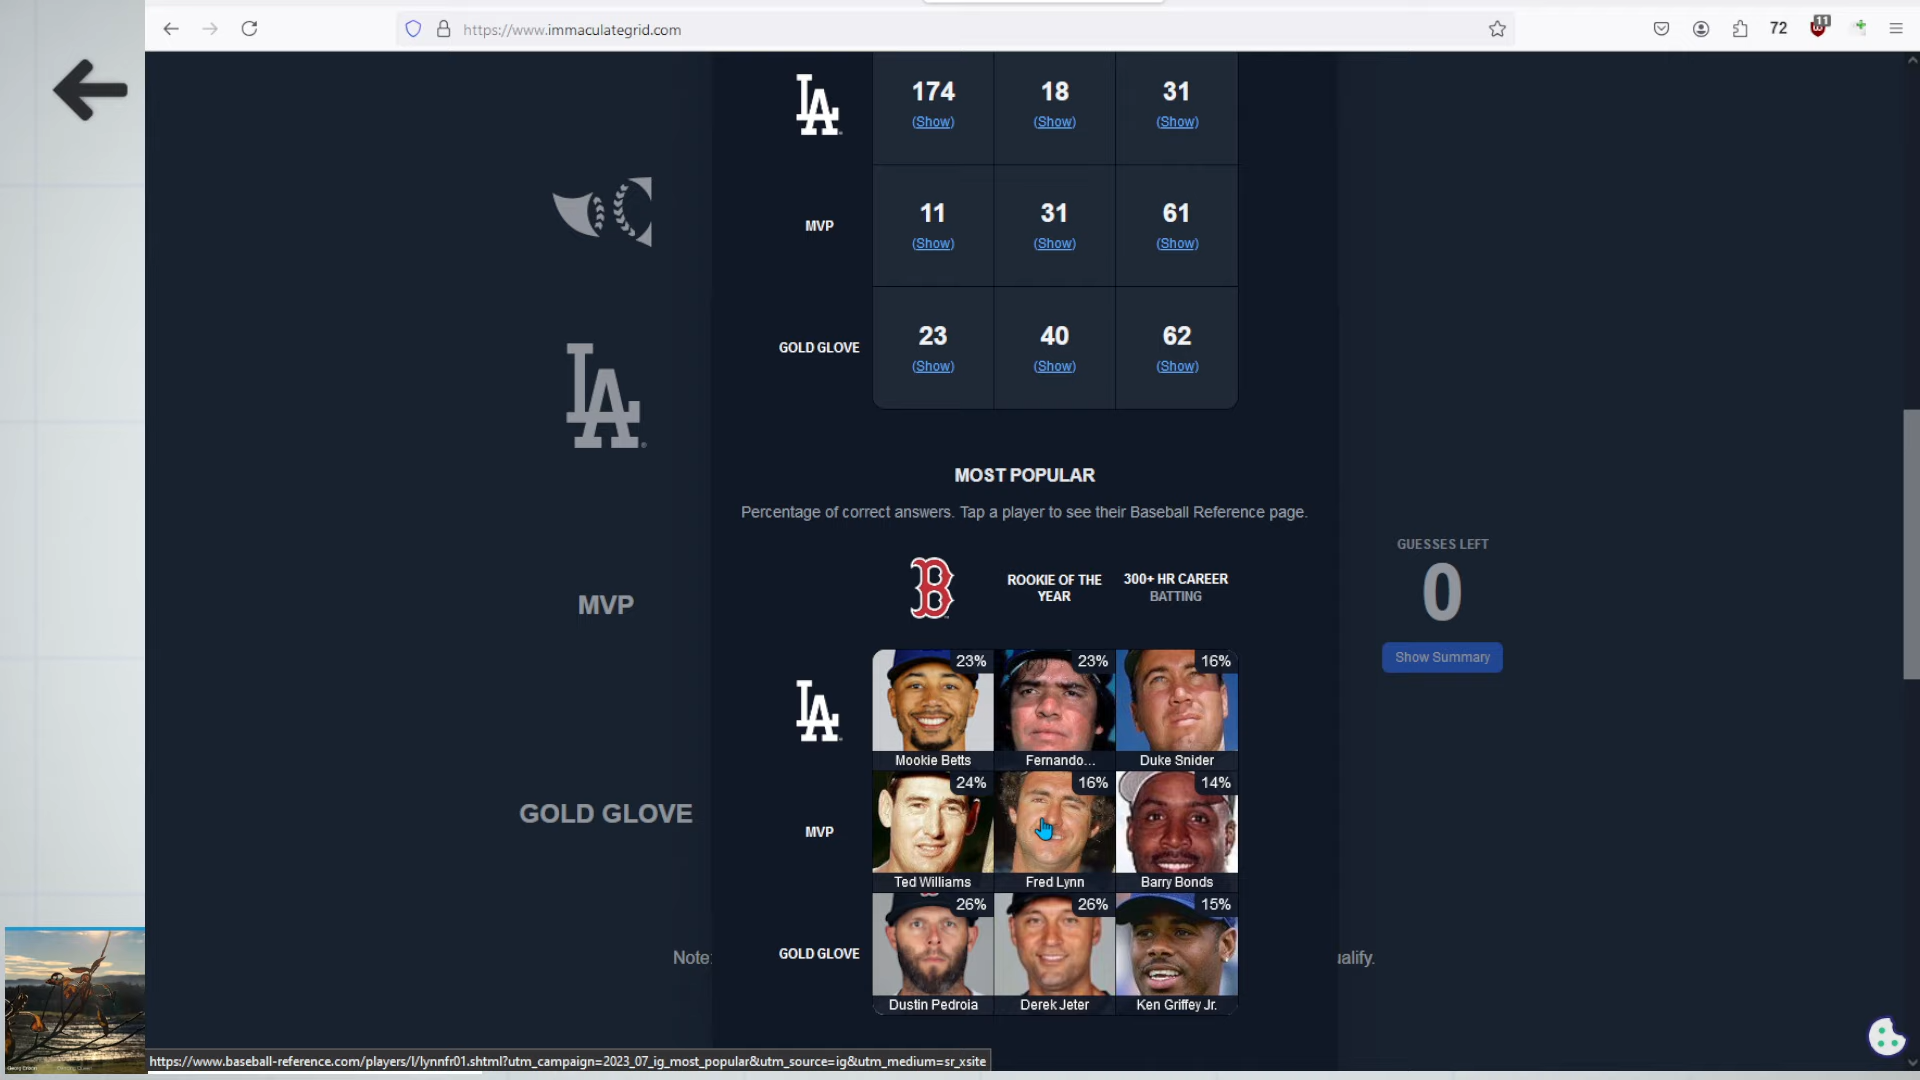 https://www.immaculategrid.com
72
11
LA
174
18
31
(Show)
(Show)
(Show)
MVP
11
31
61
(Show)
(Show)
(Show)
GOLD GLOVE
23
40
62
(Show)
(Show)
(Show)
LA
MVP
GOLD GLOVE
MOST POPULAR
Percentage of correct answers. Tap a player to see their Baseball Reference page.
B
ROOKIE OF THE
YEAR
300+ HR CAREER
BATTING
GUESSES LEFT
0
Show Summary
LA
23%
23%
16%
Mookie Betts
Fernando...
Duke Snider
MVP
24%
16%
14%
Ted Williams
Fred Lynn
Barry Bonds
GOLD GLOVE
26%
26%
15%
Dustin Pedroia
Derek Jeter
Ken Griffey Jr.
Note:
ualify.
https://www.baseball-reference.com/players/l/lynnfr01.shtml?utm_campaign=2023_07_ig_most_popular&utm_source=ig&utm_medium=sr_xsite